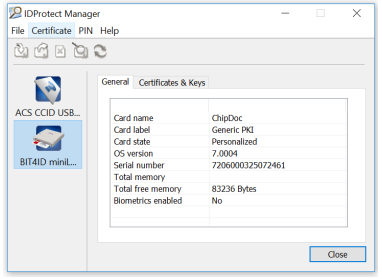 IDProtect Manager
File Certificate PIN Help
ACS CCID USB...
BIT4ID miniL...
General Certificates & Keys
Card name ChipDoc
Card label Generic PKI
Card state Personalized
OS version 7.0004
Serial number 7206000325072461
Total memory
Total free memory 83236 Bytes
Biometrics enabled No
Close